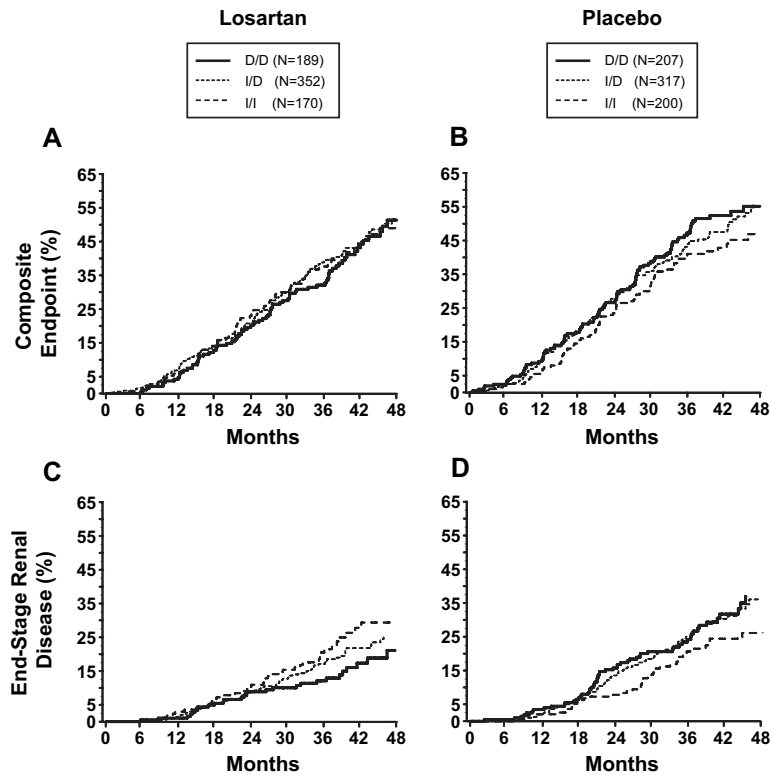 Losartan
Placebo
D/D (N=189)
I/D (N=352)
I/I (N=170)
D/D (N=207)
I/D (N=317)
I/I (N=200)
A
B
Composite
Endpoint (%)
65
55
45
35
25
15
5
0
0 6 12 18 24 30 36 42 48
Months
65
55
45
35
25
15
5
0
0 6 12 18 24 30 36 42 48
Months
C
D
End-Stage Renal
Disease (%)
65
55
45
35
25
15
5
0
0 6 12 18 24 30 36 42 48
Months
65
55
45
35
25
15
5
0
0 6 12 18 24 30 36 42 48
Months